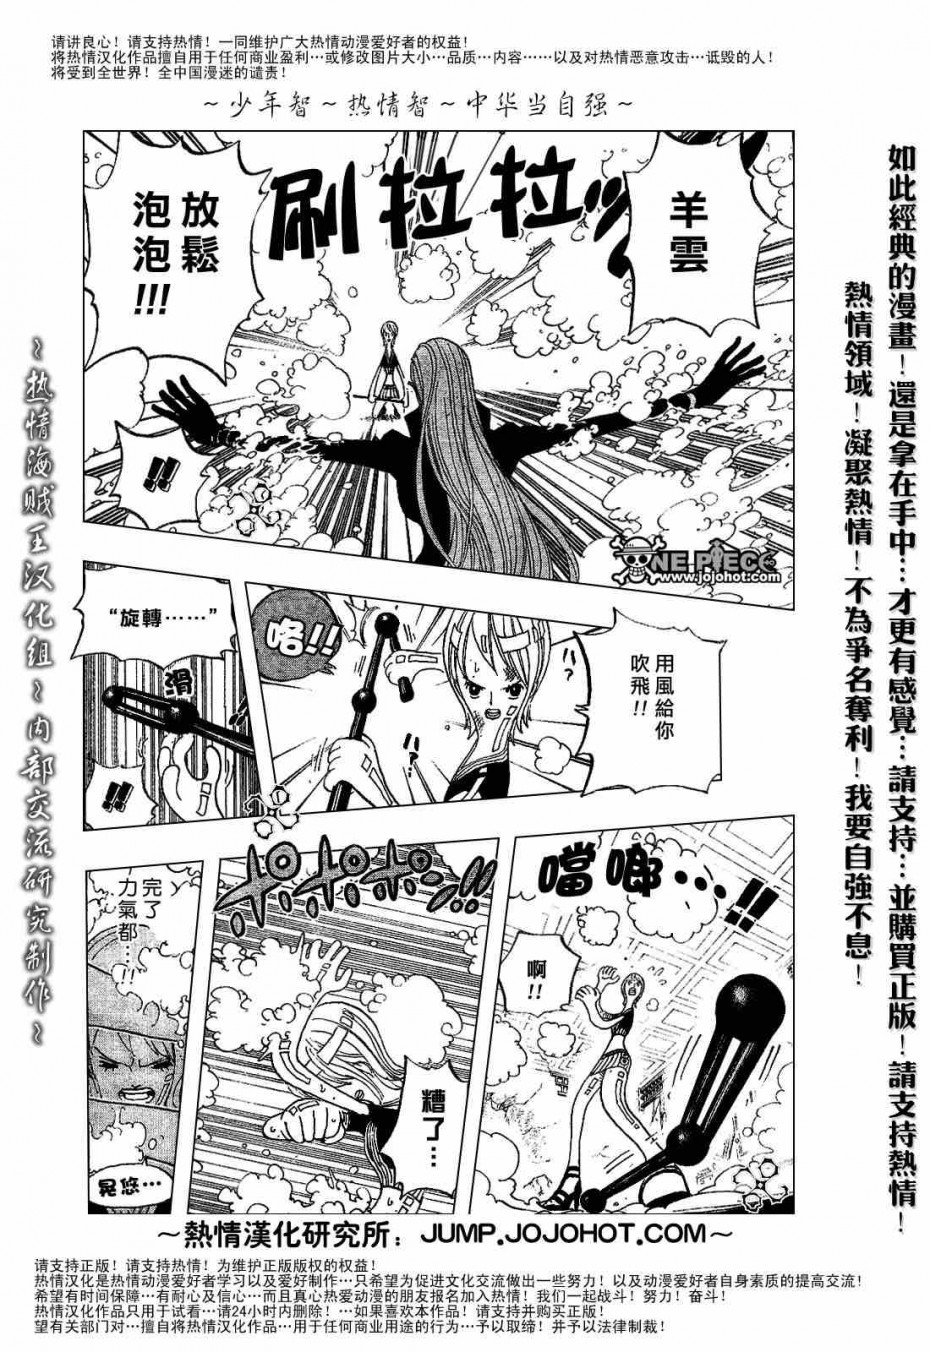 请讲良心！请支持热情！一同维护广大热情动漫爱好者的权益！
将热情汉化作品擅自用于任何商业盈利…或修改图片大小…品质…内容……以及对热情恶意攻击…诋毁的人！
将受到全世界！全中国漫迷的谴责！
～少年智～热情智～中华当自强～
如此經典的漫畫！還是拿在手中…才更有感覺…請支持…並購買正版！請支持熱情！
熱情領域！凝聚熱情！不為爭名奪利！我要自強不息！
～热情海贼王汉化组～内部交流研究制作～
羊雲
刷拉拉
放鬆
泡泡!!!
!!
ONE PIECE
www.jojohot.com
用風給你
吹飛!!
咯!!
“旋轉……”
滑
!!
噹啷…!!
啊
!!
ポポポ!!
糟
了…
完了
力氣都…!!
晃悠…
～熱情漢化研究所：JUMP.JOJOHOT.COM～
请支持正版！请支持热情！为维护正版版权的权益！
热情汉化是热情动漫爱好者学习以及爱好制作…只希望为促进文化交流做出一些努力！以及动漫爱好者自身素质的提高交流！
希望有时间保障…有耐心及信心…而且真心热爱动漫的朋友报名加入热情！我们一起战斗！努力！奋斗！
热情汉化作品只用于试看…请24小时内删除！…如果喜欢本作品！请支持并购买正版！
望有关部门对…擅自将热情汉化作品…用于任何商业用途的行为…予以取缔！并予以法律制裁！